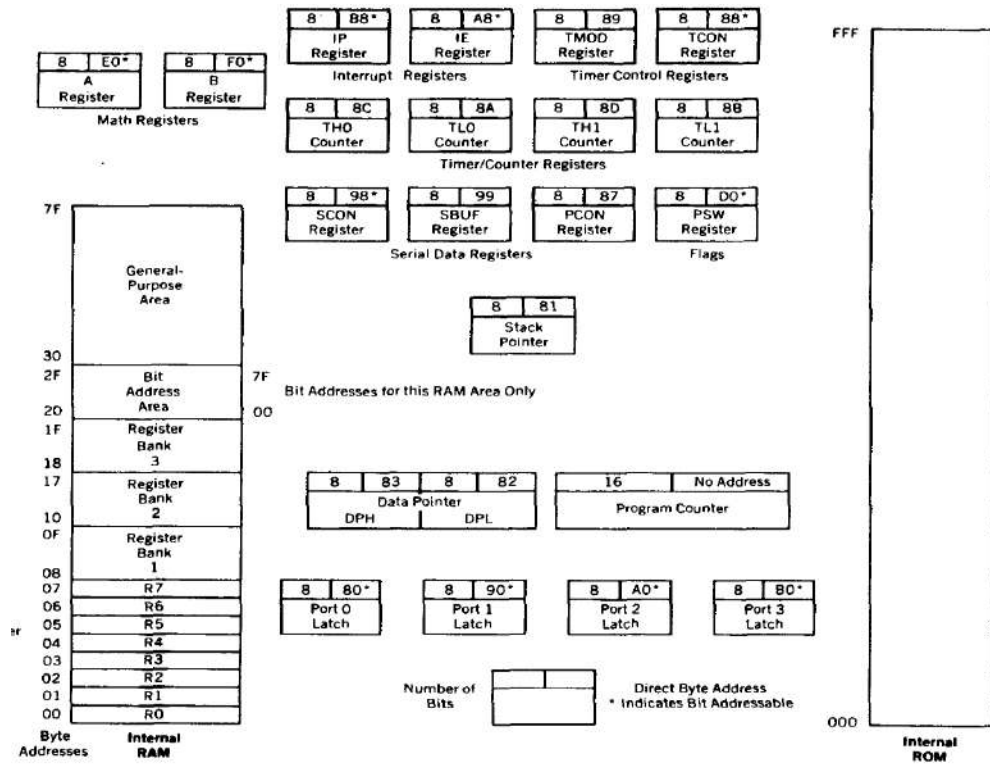 8 B8*
IP
Register
8 A8*
IE
Register
Interrupt Registers
8 89
TMOD
Register
8 88*
TCON
Register
Timer Control Registers
8 E0*
A
Register
8 F0*
B
Register
Math Registers
8 8C
TH0
Counter
8 8A
TL0
Counter
8 8D
TH1
Counter
8 8B
TL1
Counter
Timer/Counter Registers
8 98*
SCON
Register
8 99
SBUF
Register
8 87
PCON
Register
Serial Data Registers
8 D0*
PSW
Register
Flags
8 81
Stack
Pointer
7F
General-
Purpose
Area
30
2F
Bit
Address
Area
20
7F
00
Bit Addresses for this RAM Area Only
1F
Register
Bank
3
18
17
Register
Bank
2
10
0F
Register
Bank
1
08
07 R7
06 R6
05 R5
04 R4
03 R3
02 R2
01 R1
00 R0
er
Byte
Addresses
Internal
RAM
8 83 8 82
Data Pointer
DPH DPL
16 No Address
Program Counter
8 80*
Port 0
Latch
8 90*
Port 1
Latch
8 A0*
Port 2
Latch
8 B0*
Port 3
Latch
Number of
Bits
Direct Byte Address
* Indicates Bit Addressable
FFF
000
Internal
ROM